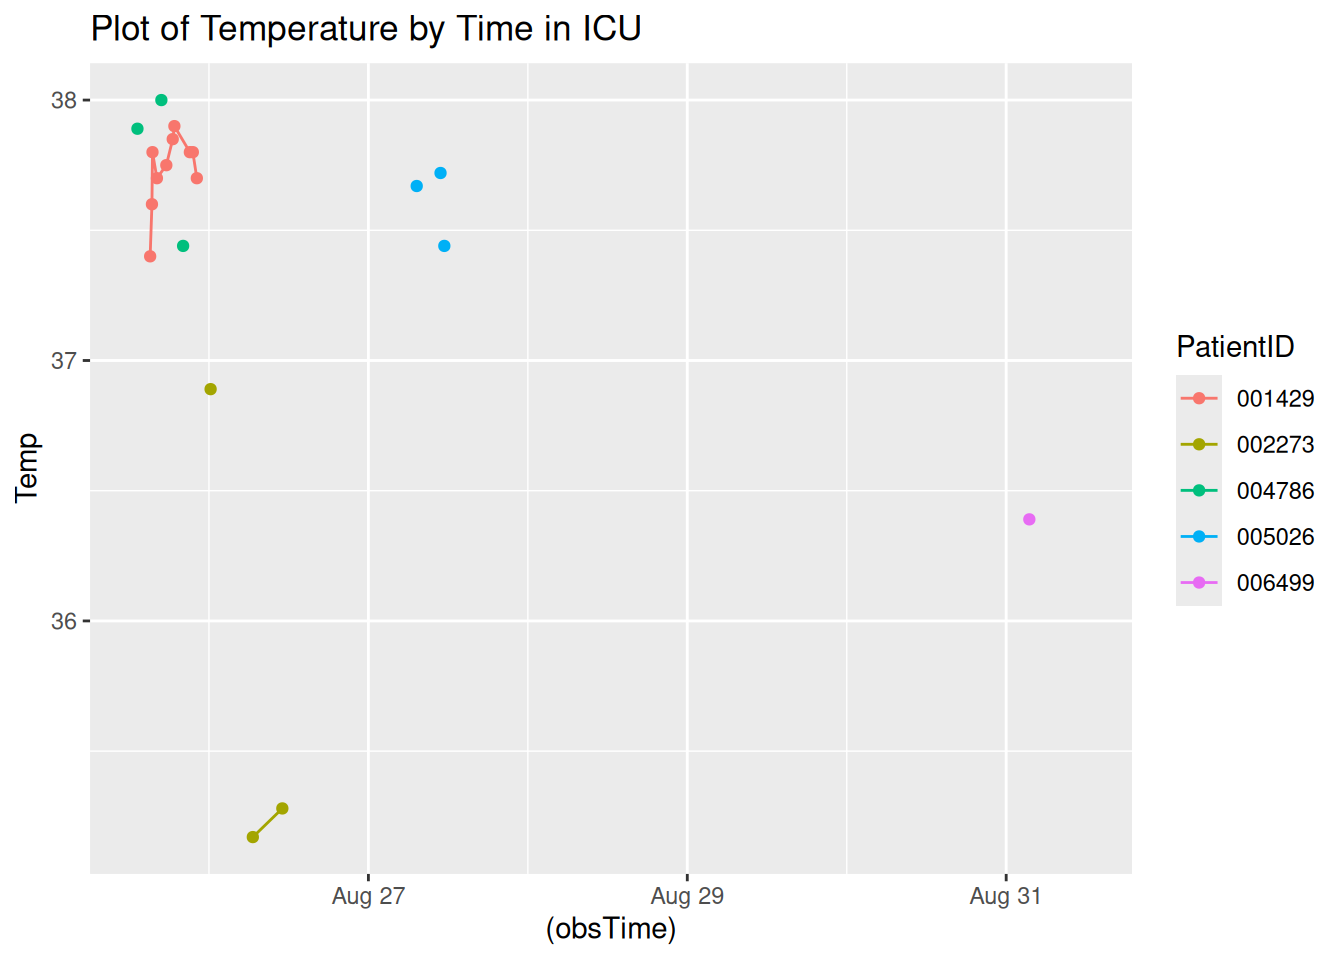 Plot of Temperature by Time in ICU
38
37
36
Temp
Aug 27
Aug 29
Aug 31
(obsTime)
PatientID
001429
002273
004786
005026
006499